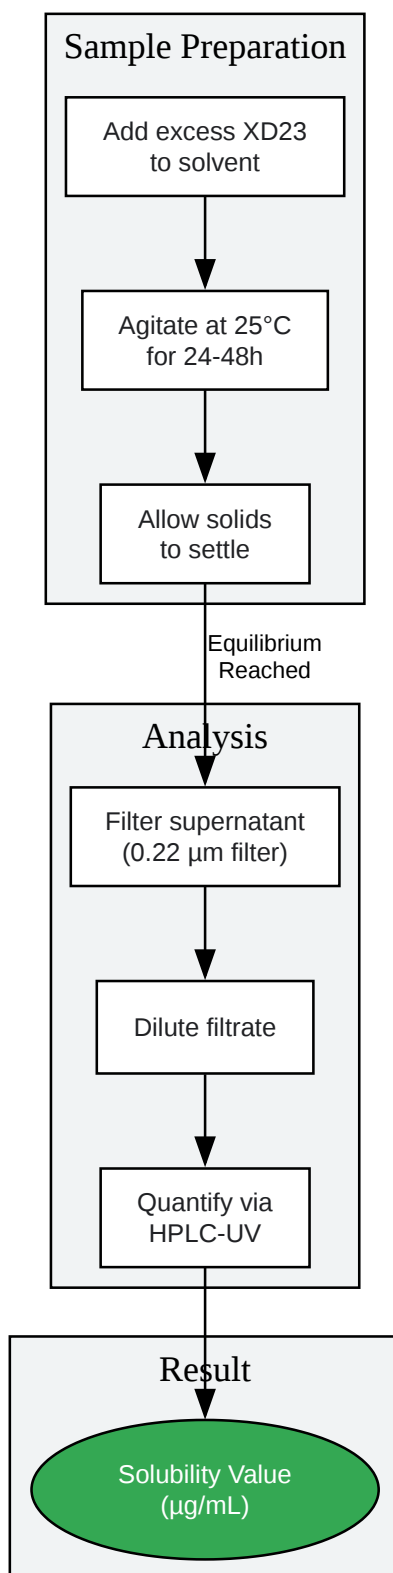 Sample Preparation
Add excess XD23
to solvent
Agitate at 25°C
for 24-48h
Allow solids
to settle
Equilibrium
Reached
Analysis
Filter supernatant
(0.22 µm filter)
Dilute filtrate
Quantify via
HPLC-UV
Result
Solubility Value
(µg/mL)